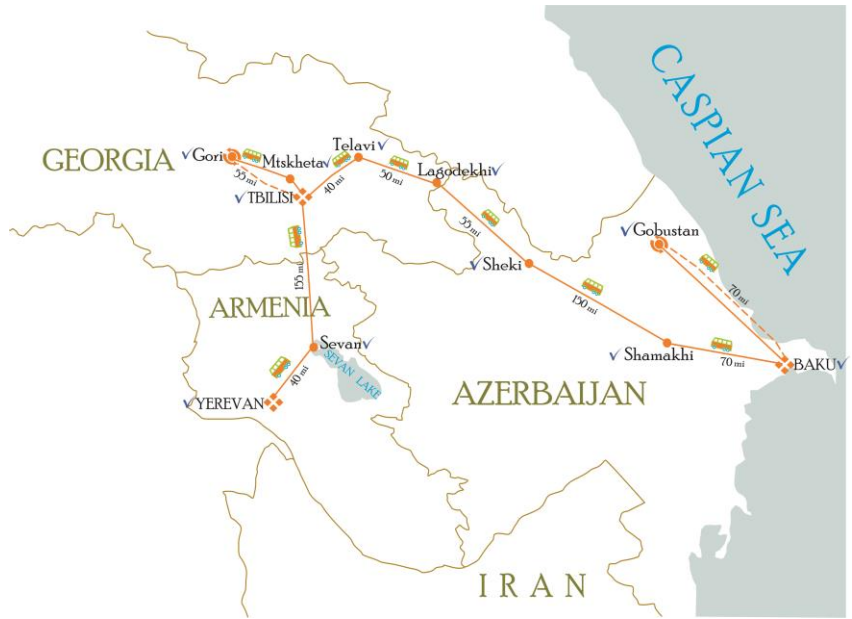 CASPIAN SEA
GEORGIA
Gori
Mtskheta
55 mi
TBILISI
Telavi
40 mi
50 mi
Lagodekhi
55 mi
Sheki
150 mi
Gobustan
70 mi
Shamakhi
70 mi
BAKU
155 mi
ARMENIA
Sevan
SEVAN LAKE
40 mi
YEREVAN
AZERBAIJAN
IRAN